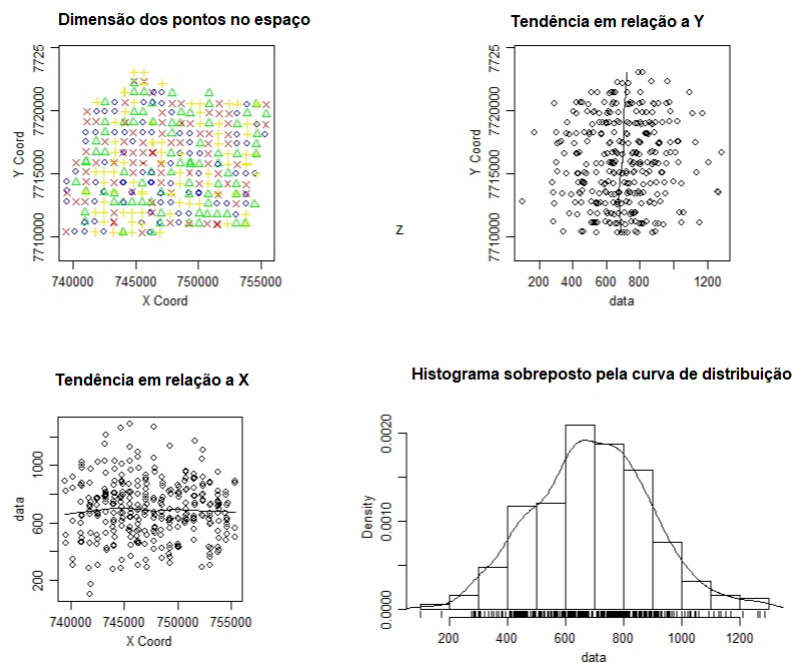 Dimensão dos pontos no espaço
7725
7720000
7715000
7710000
Y Coord
740000 745000 750000 755000
X Coord
Tendência em relação a Y
7725
7720000
7715000
7710000
Y Coord
200 400 600 800 1200
data
Z
Tendência em relação a X
1000
600
200
data
740000 745000 750000 755000
X Coord
Histograma sobreposto pela curva de distribuição
0.0020
0.0010
0.0000
Density
200 400 600 800 1000 1200
data